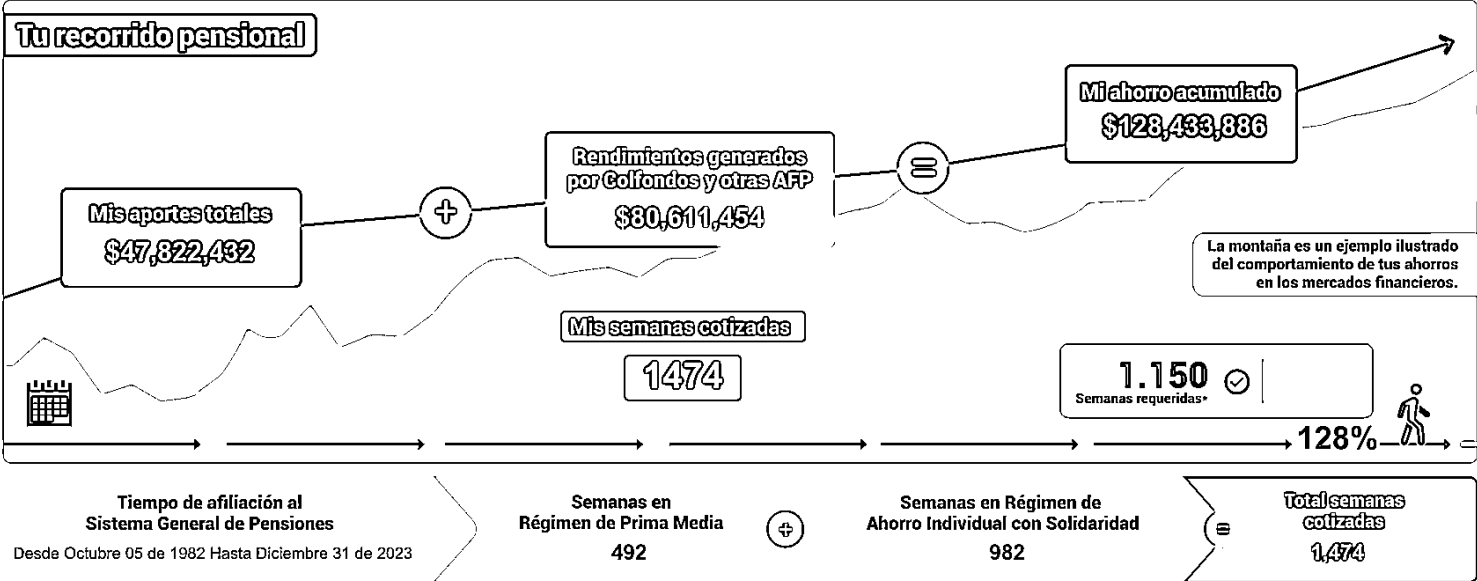 Tu recorrido pensional
Mi ahorro acumulado
$128,433,886
Rendimientos generados
por Colfondos y otras AFP
$80,611,454
=
Mis aportes totales
$47,822,432
+
La montaña es un ejemplo ilustrado
del comportamiento de tus ahorros
en los mercados financieros.
Mis semanas cotizadas
1474
1.150
Semanas requeridas*
128%
Tiempo de afiliación al
Sistema General de Pensiones
Desde Octubre 05 de 1982 Hasta Diciembre 31 de 2023
Semanas en
Régimen de Prima Media
492
+
Semanas en Régimen de
Ahorro Individual con Solidaridad
982
=
Total semanas
cotizadas
1,474